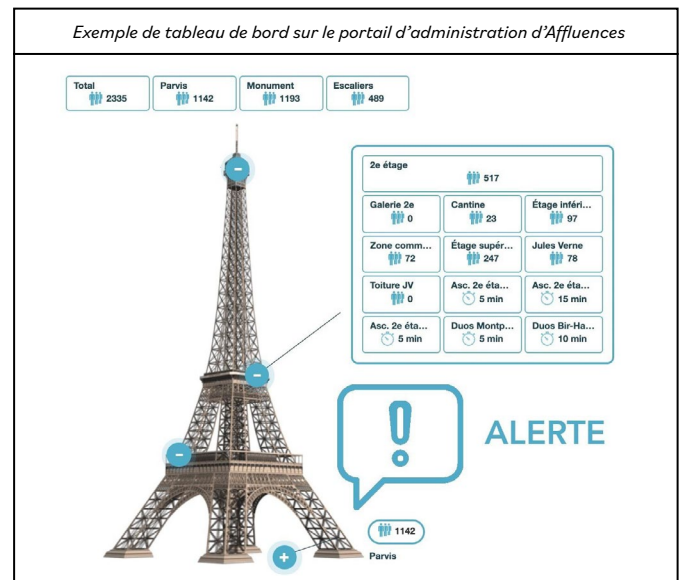 Exemple de tableau de bord sur le portail d’administration d’Affluences
Total
2335
Parvis
1142
Monument
1193
Escaliers
489
2e étage
517
Galerie 2e
0
Cantine
23
Étage inféri...
97
Zone comm...
72
Étage supér...
247
Jules Verne
78
Toiture JV
0
Asc. 2e éta...
5 min
Asc. 2e éta...
15 min
Asc. 2e éta...
5 min
Duos Montp...
5 min
Duos Bir-Ha...
10 min
!
ALERTE
1142
Parvis